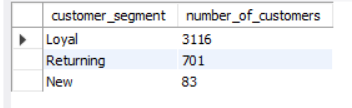 customer_segment number_of_customers
Loyal 3116
Returning 701
New 83